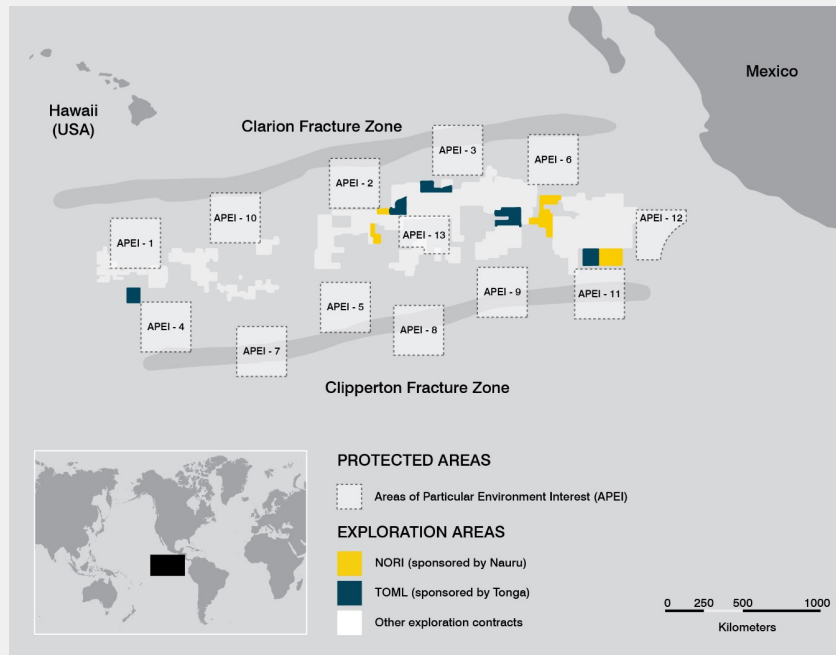 Mexico
Hawaii
(USA)
Clarion Fracture Zone
APEI - 3
APEI - 6
APEI - 2
APEI - 10
APEI - 12
APEI - 13
APEI - 1
APEI - 9
APEI - 11
APEI - 5
APEI - 4
APEI - 8
APEI - 7
Clipperton Fracture Zone
PROTECTED AREAS
Areas of Particular Environment Interest (APEI)
EXPLORATION AREAS
NORI (sponsored by Nauru)
TOML (sponsored by Tonga)
Other exploration contracts
0 250 500 1000
Kilometers